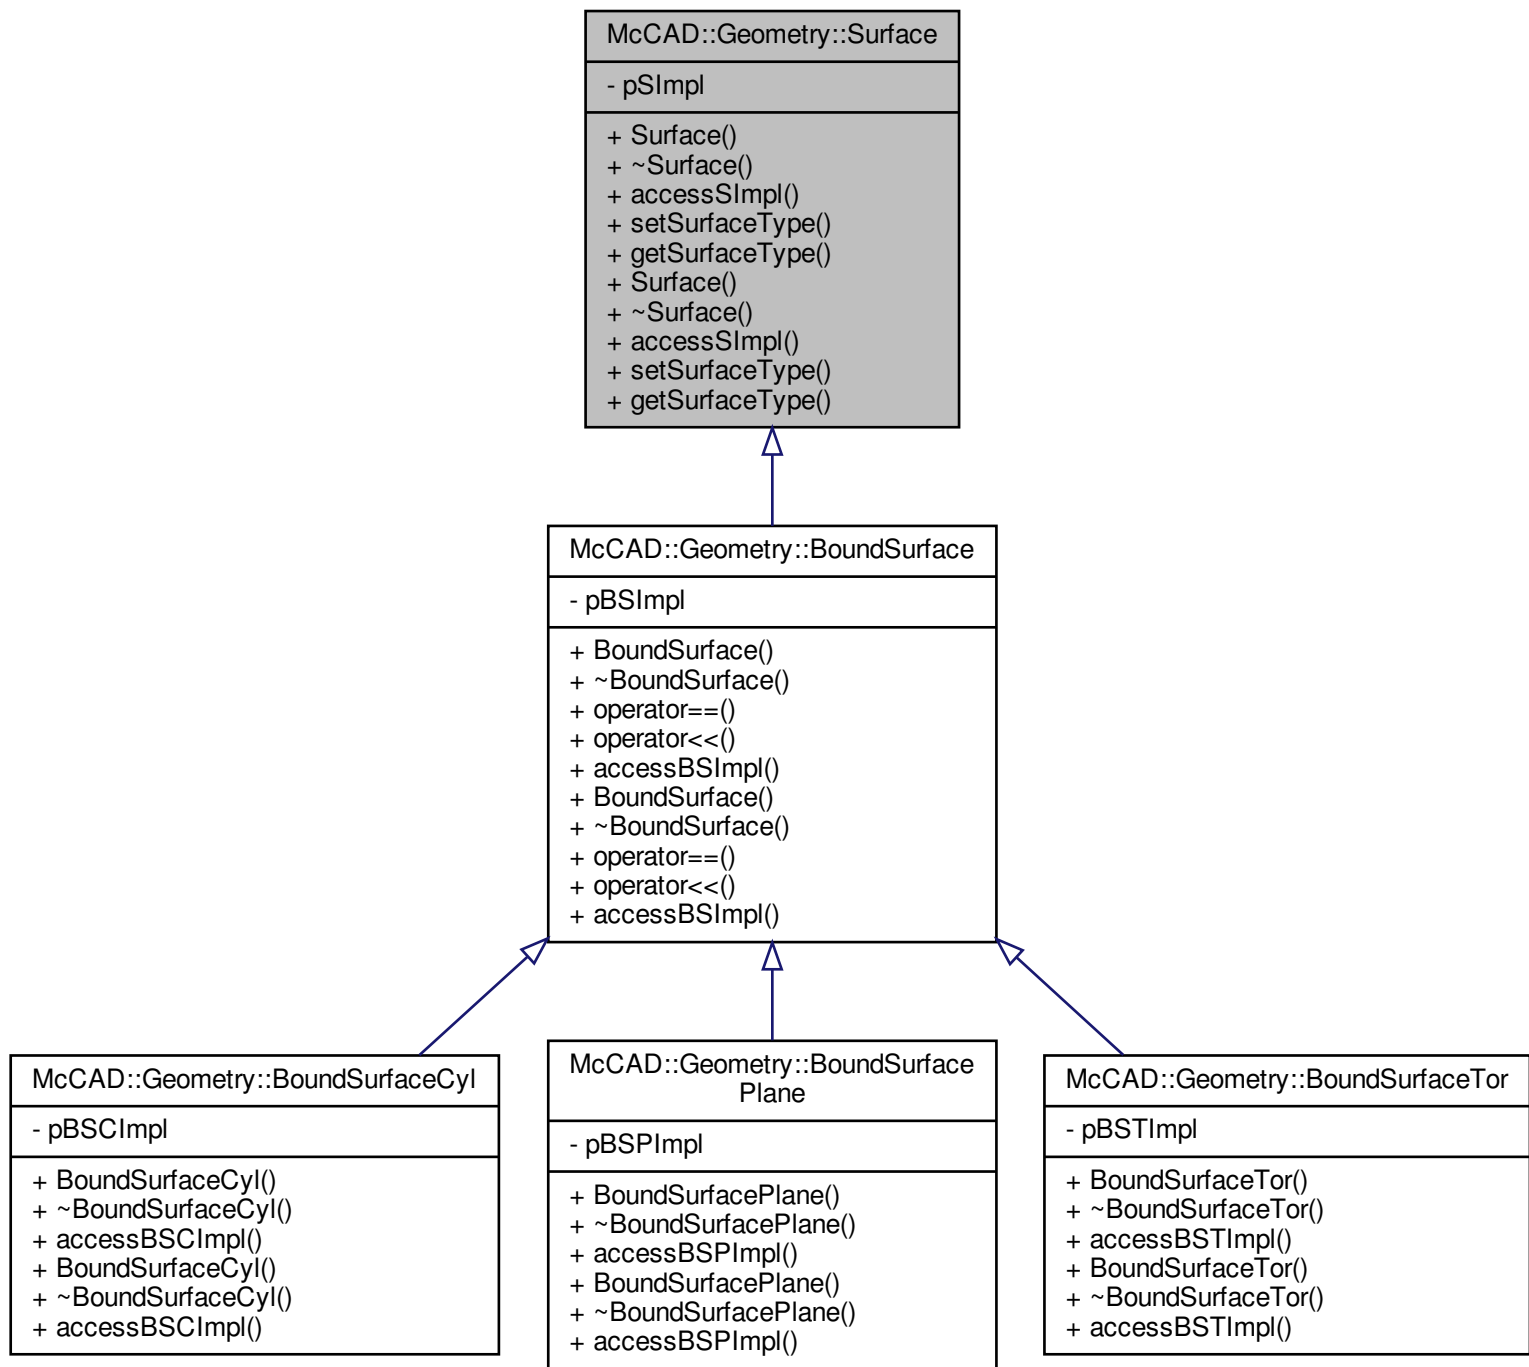 McCAD::Geometry::Surface
- pSImpl
+ Surface()
+ ~Surface()
+ accessSImpl()
+ setSurfaceType()
+ getSurfaceType()
+ Surface()
+ ~Surface()
+ accessSImpl()
+ setSurfaceType()
+ getSurfaceType()
McCAD::Geometry::BoundSurface
- pBSImpl
+ BoundSurface()
+ ~BoundSurface()
+ operator==()
+ operator<<()
+ accessBSImpl()
+ BoundSurface()
+ ~BoundSurface()
+ operator==()
+ operator<<()
+ accessBSImpl()
McCAD::Geometry::BoundSurfaceCyl
- pBSCImpl
+ BoundSurfaceCyl()
+ ~BoundSurfaceCyl()
+ accessBSCImpl()
+ BoundSurfaceCyl()
+ ~BoundSurfaceCyl()
+ accessBSCImpl()
McCAD::Geometry::BoundSurface
Plane
- pBSPImpl
+ BoundSurfacePlane()
+ ~BoundSurfacePlane()
+ accessBSPImpl()
+ BoundSurfacePlane()
+ ~BoundSurfacePlane()
+ accessBSPImpl()
McCAD::Geometry::BoundSurfaceTor
- pBSTImpl
+ BoundSurfaceTor()
+ ~BoundSurfaceTor()
+ accessBSTImpl()
+ BoundSurfaceTor()
+ ~BoundSurfaceTor()
+ accessBSTImpl()